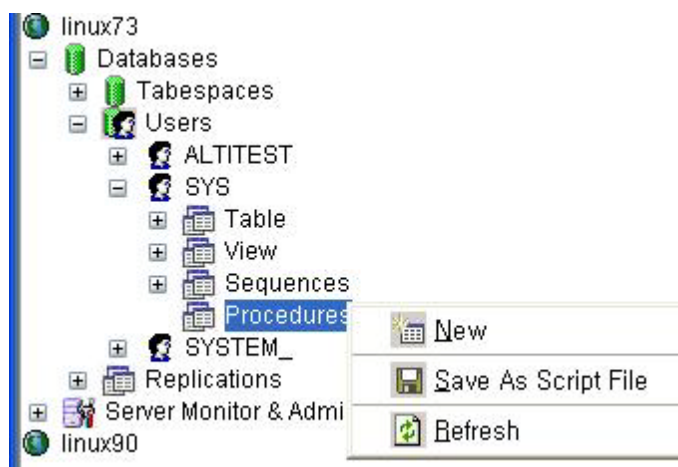 linux73
Databases
Tabespaces
Users
ALTITEST
SYS
Table
View
Sequences
Procedures
New
SYSTEM_
Save As Script File
Replications
Server Monitor & Admi
Refresh
linux90